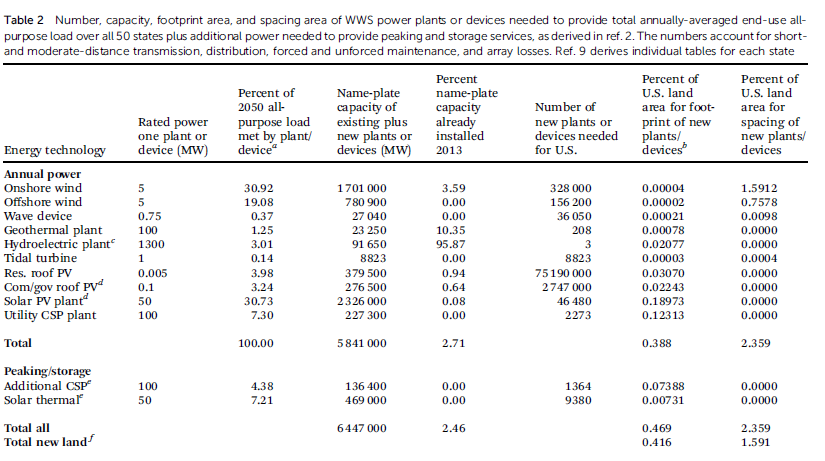 Table 2 Number, capacity, footprint area, and spacing area of WWS power plants or devices needed to provide total annually-averaged end-use all-
purpose load over all 50 states plus additional power needed to provide peaking and storage services, as derived in ref. 2. The numbers account for short-
and moderate-distance transmission, distribution, forced and unforced maintenance, and array losses. Ref. 9 derives individual tables for each state
Energy technology
Rated power
one plant or
device (MW)
Percent of
2050 all-
purpose load
met by plant/
deviceᵃ
Name-plate
capacity of
existing plus
new plants or
devices (MW)
Percent
name-plate
capacity
already
installed
2013
Number of
new plants or
devices needed
for U.S.
Percent of
U.S. land
area for foot-
print of new
plants/
devicesᵇ
Percent of
U.S. land
area for
spacing of
new plants/
devices
Annual power
Onshore wind 5 30.92 1 701 000 3.59 328 000 0.00004 1.5912
Offshore wind 5 19.08 780 900 0.00 156 200 0.00002 0.7578
Wave device 0.75 0.37 27 040 0.00 36 050 0.00021 0.0098
Geothermal plant 100 1.25 23 250 10.35 208 0.00078 0.0000
Hydroelectric plantᶜ 1300 3.01 91 650 95.87 3 0.02077 0.0000
Tidal turbine 1 0.14 8823 0.00 8823 0.00003 0.0004
Res. roof PV 0.005 3.98 379 500 0.94 75 190 000 0.03070 0.0000
Com/gov roof PVᵈ 0.1 3.24 276 500 0.64 2 747 000 0.02243 0.0000
Solar PV plantᵈ 50 30.73 2 326 000 0.08 46 480 0.18973 0.0000
Utility CSP plant 100 7.30 227 300 0.00 2273 0.12313 0.0000
Total 100.00 5 841 000 2.71 0.388 2.359
Peaking/storage
Additional CSPᵉ 100 4.38 136 400 0.00 1364 0.07388 0.0000
Solar thermalᵉ 50 7.21 469 000 0.00 9380 0.00731 0.0000
Total all 6 447 000 2.46 0.469 2.359
Total new landᶠ 0.416 1.591